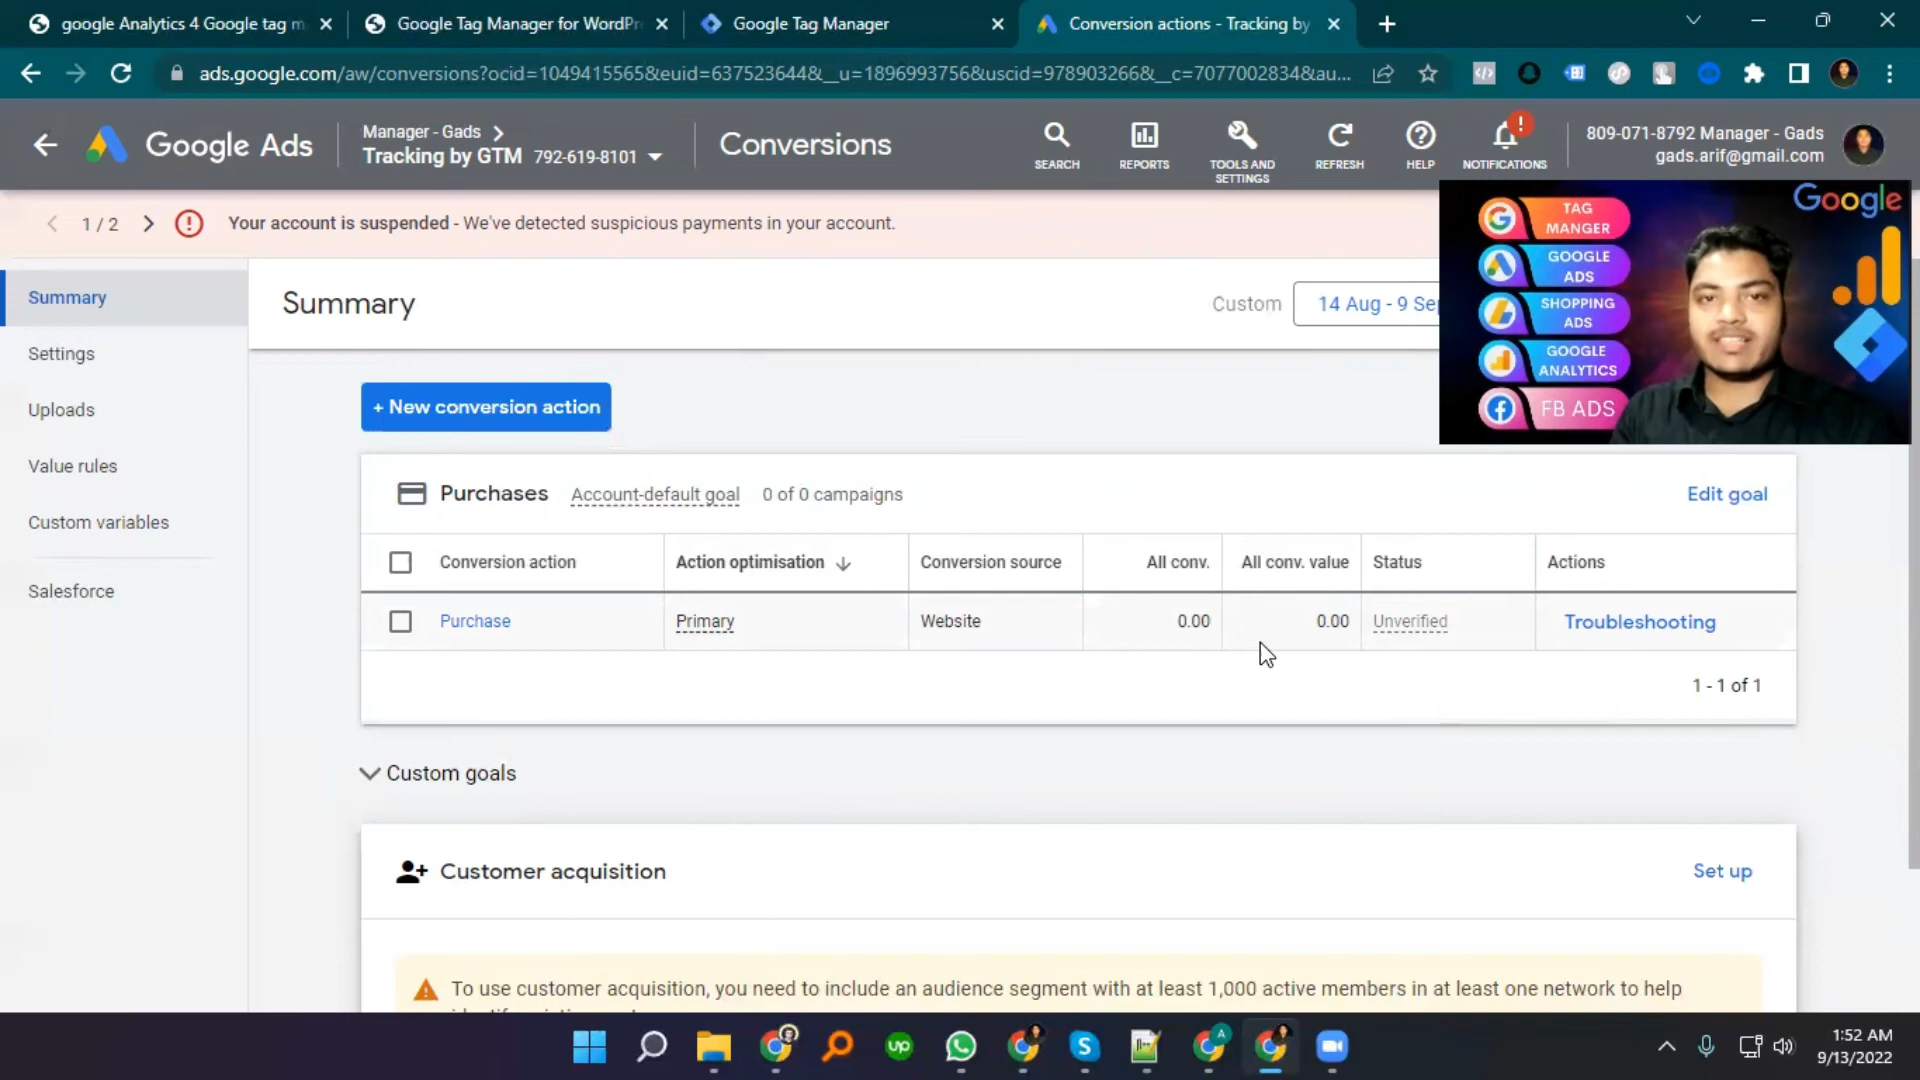 google Analytics 4 Google tag m
Google Tag Manager for WordPr
Google Tag Manager
Conversion actions - Tracking by
ads.google.com/aw/conversions?ocid=1049415565&euid=637523644&__u=1896993756&uscid=978903266&__c=7077002834&au...
Google Ads
Manager - Gads
Tracking by GTM 792-619-8101
Conversions
SEARCH
REPORTS
TOOLS AND
SETTINGS
REFRESH
HELP
NOTIFICATIONS
809-071-8792 Manager - Gads
gads.arif@gmail.com
1 / 2
Your account is suspended - We've detected suspicious payments in your account.
Google
TAG
MANGER
GOOGLE
ADS
SHOPPING
ADS
GOOGLE
ANALYTICS
FB ADS
Summary
Settings
Uploads
Value rules
Custom variables
Salesforce
Summary
Custom
14 Aug - 9 Sep
+ New conversion action
Purchases Account-default goal 0 of 0 campaigns
Edit goal
Conversion action Action optimisation Conversion source All conv. All conv. value Status Actions
Purchase Primary Website 0.00 0.00 Unverified Troubleshooting
1 - 1 of 1
Custom goals
Customer acquisition
Set up
To use customer acquisition, you need to include an audience segment with at least 1,000 active members in at least one network to help
up
1:52 AM
9/13/2022